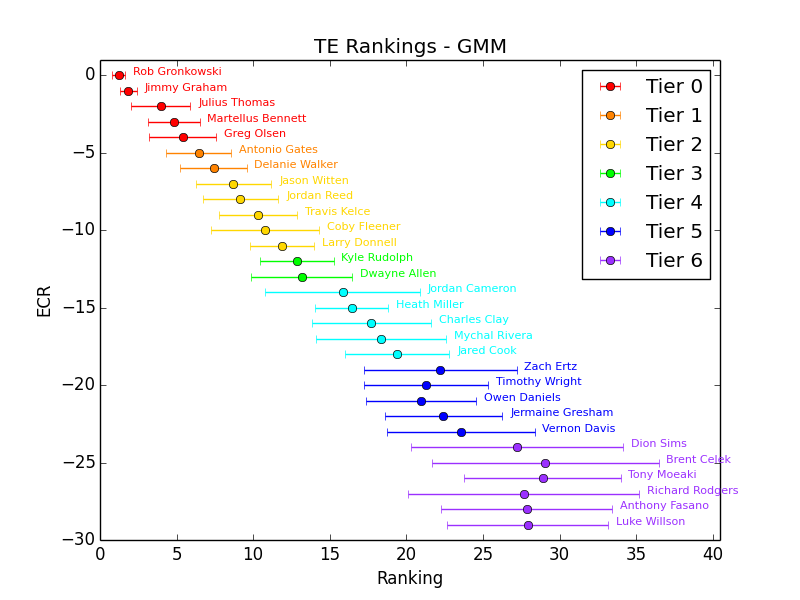 TE Rankings - GMM
0
−5
−10
−15
−20
−25
−30
ECR
Rob Gronkowski
Jimmy Graham
Julius Thomas
Martellus Bennett
Greg Olsen
Antonio Gates
Delanie Walker
Jason Witten
Jordan Reed
Travis Kelce
Coby Fleener
Larry Donnell
Kyle Rudolph
Dwayne Allen
Jordan Cameron
Heath Miller
Charles Clay
Mychal Rivera
Jared Cook
Zach Ertz
Timothy Wright
Owen Daniels
Jermaine Gresham
Vernon Davis
Dion Sims
Brent Celek
Tony Moeaki
Richard Rodgers
Anthony Fasano
Luke Willson
Tier 0
Tier 1
Tier 2
Tier 3
Tier 4
Tier 5
Tier 6
0 5 10 15 20 25 30 35 40
Ranking